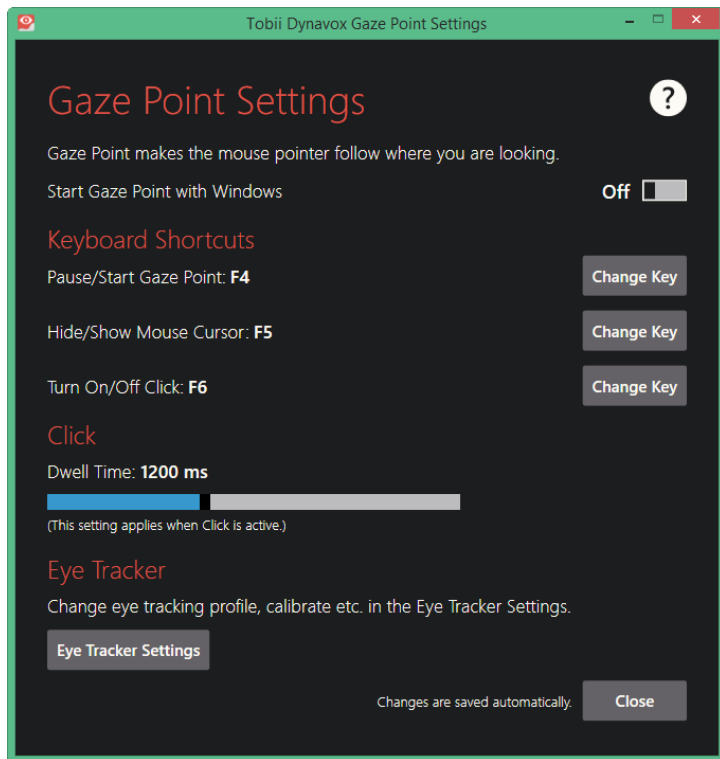 Tobii Dynavox Gaze Point Settings
Gaze Point Settings
?
Gaze Point makes the mouse pointer follow where you are looking.
Start Gaze Point with Windows Off
Keyboard Shortcuts
Pause/Start Gaze Point: F4 Change Key
Hide/Show Mouse Cursor: F5 Change Key
Turn On/Off Click: F6 Change Key
Click
Dwell Time: 1200 ms
(This setting applies when Click is active.)
Eye Tracker
Change eye tracking profile, calibrate etc. in the Eye Tracker Settings.
Eye Tracker Settings
Changes are saved automatically. Close